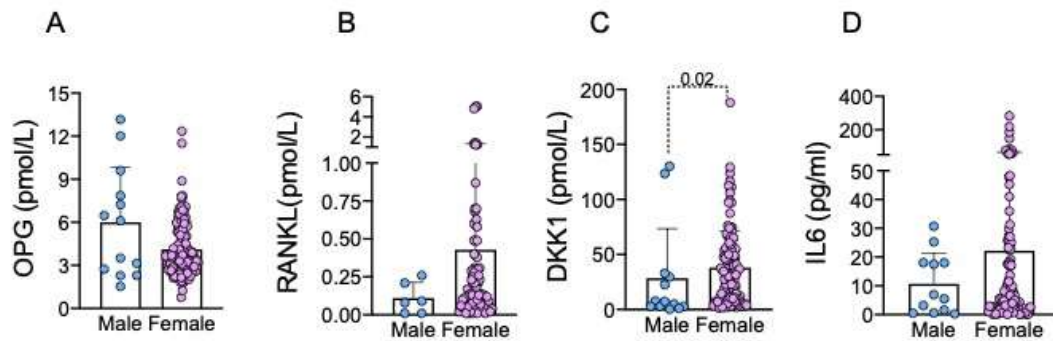 A
B
C
D
OPG (pmol/L)
15
12
9
6
3
0
Male Female
RANKL(pmol/L)
6
4
2
1.00
0.75
0.50
0.25
0.00
Male Female
DKK1 (pmol/L)
200
150
100
50
0
0.02
Male Female
IL6 (pg/ml)
400
200
50
40
30
20
10
0
Male Female